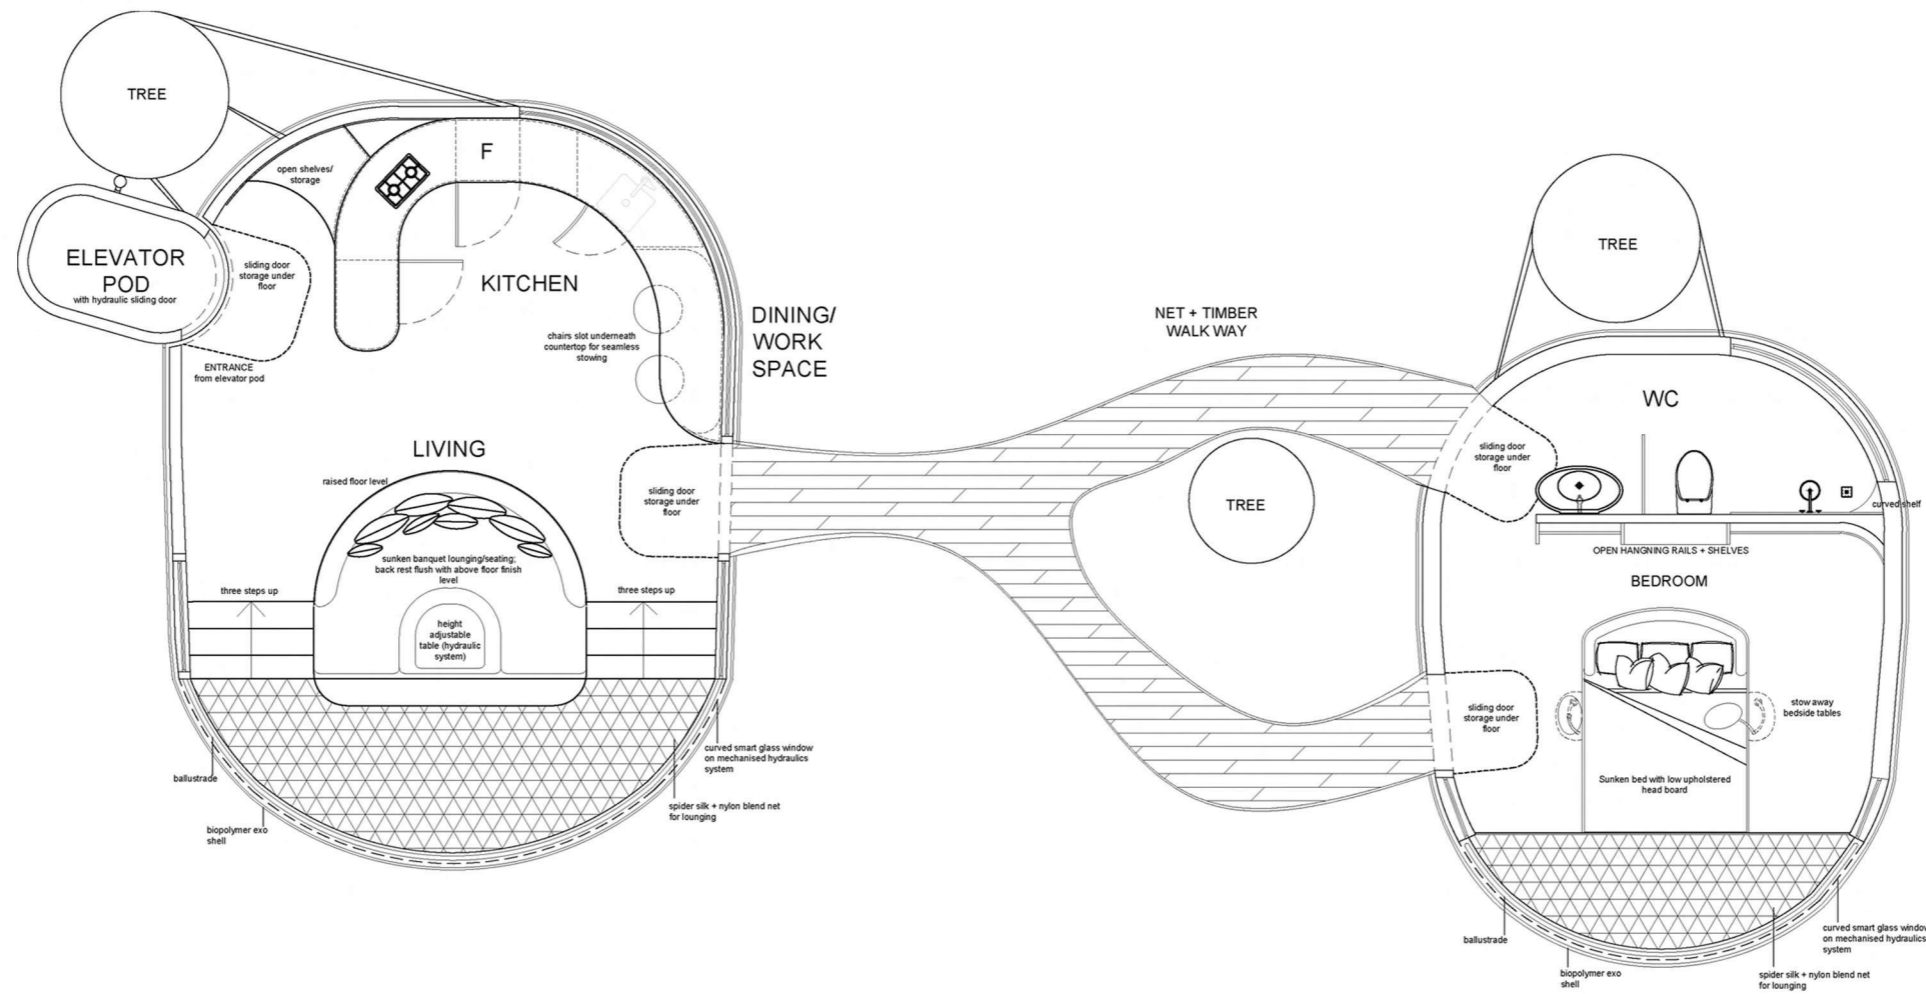 TREE
open shelves/
storage
F
ELEVATOR
POD
with hydraulic sliding door
sliding door
storage under
floor
KITCHEN
ENTRANCE
from elevator pod
chairs slot underneath
countertop for seamless
stowing
DINING/
WORK
SPACE
LIVING
raised floor level
sliding door
storage under
floor
sunken banquet lounging/seating;
back rest flush with above floor finish
level
three steps up
three steps up
height
adjustable
table (hydraulic
system)
ballustrade
biopolymer exo
shell
curved smart glass window
on mechanised hydraulics
system
spider silk + nylon blend net
for lounging
NET + TIMBER
WALK WAY
TREE
TREE
WC
sliding door
storage under
floor
curved shelf
OPEN HANGNING RAILS + SHELVES
BEDROOM
sliding door
storage under
floor
stow away
bedside tables
Sunken bed with low upholstered
head board
ballustrade
biopolymer exo
shell
curved smart glass window
on mechanised hydraulics
system
spider silk + nylon blend net
for lounging